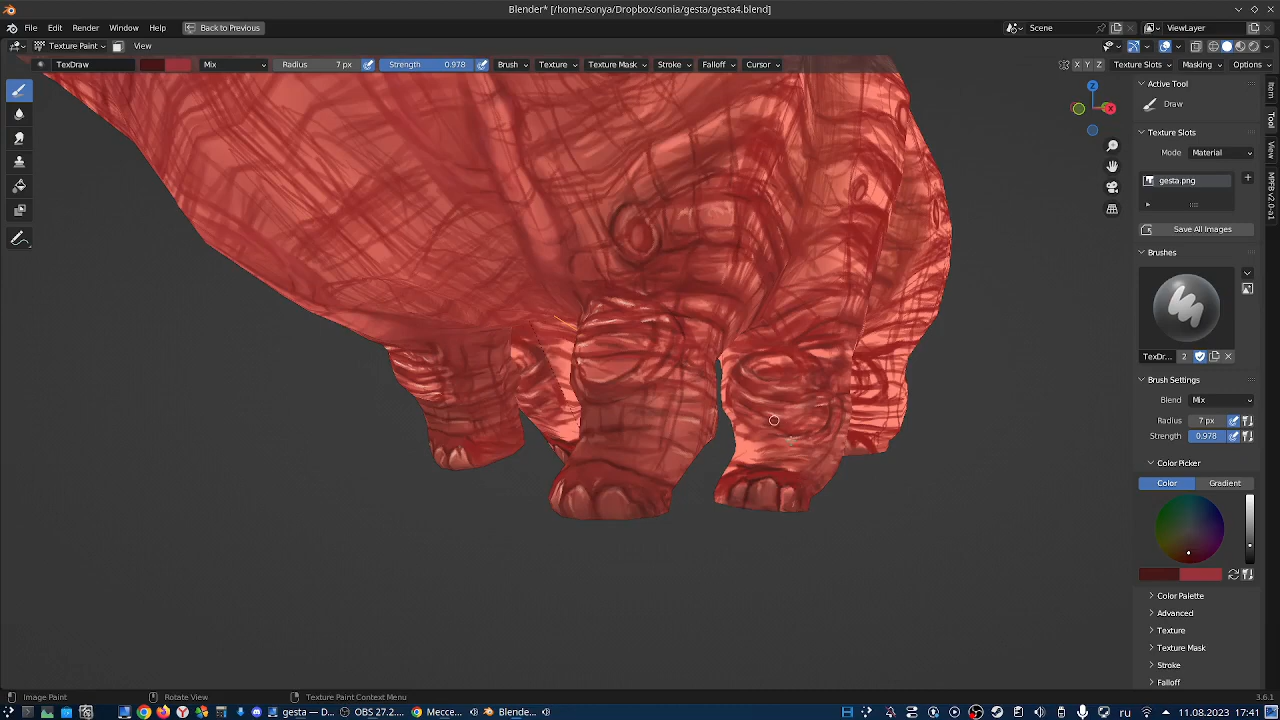 Blender* [/home/sonya/Dropbox/sonia/gesta/gesta4.blend]
File Edit Render Window Help Back to Previous Scene ViewLayer
Texture Paint View
TexDraw Mix Radius 7 px Strength 0.978 Brush Texture Texture Mask Stroke Falloff Cursor X Y Z Texture Slots Masking Options
Active Tool
Draw
Texture Slots
Mode Material
gesta.png
Save All Images
Brushes
TexDr... 2
Brush Settings
Blend Mix
Radius 7 px
Strength 0.978
Color Picker
Color Gradient
Color Palette
Advanced
Texture
Texture Mask
Stroke
Falloff
Item
Tool
View
Z
X
Image Paint Rotate View Texture Paint Context Menu 3.6.1
gesta — D... OBS 27.2.... Мессе... Blende... ru 11.08.2023 17:41